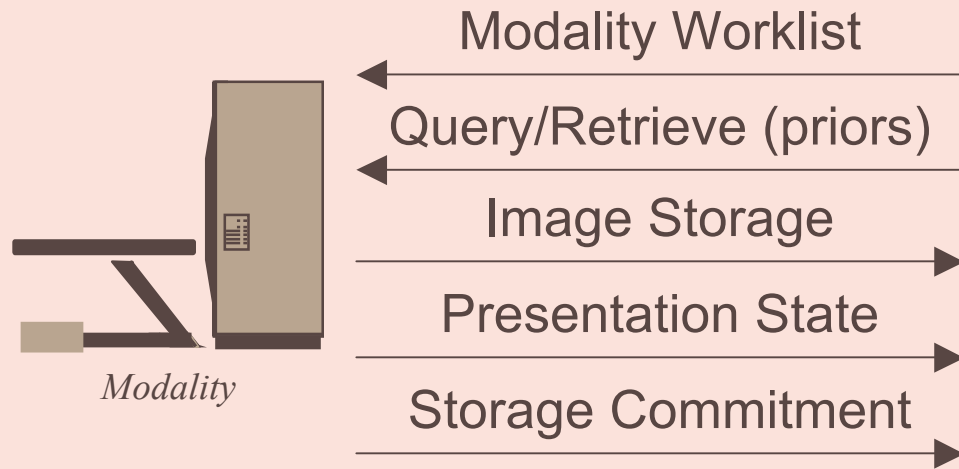 Modality Worklist
Query/Retrieve (priors)
Image Storage
Presentation State
Modality
Storage Commitment